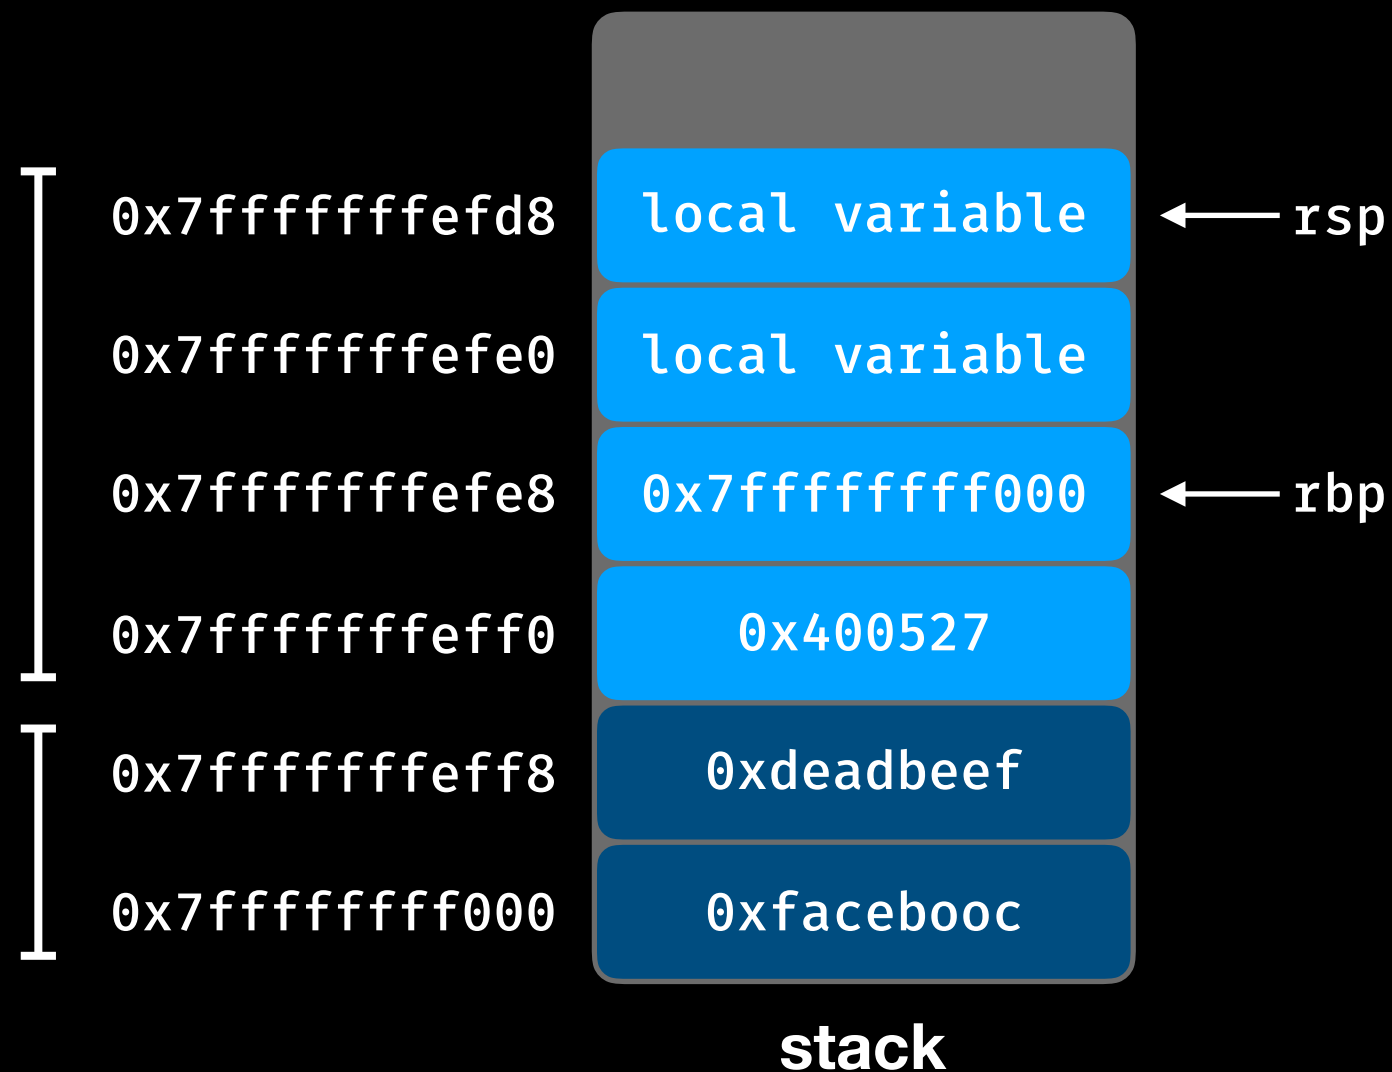 0x7fffffffefd8 local variable rsp
0x7fffffffefe0 local variable
0x7fffffffefe8 0x7ffffffff000 rbp
0x7fffffffeff0 0x400527
0x7fffffffeff8 0xdeadbeef
0x7ffffffff000 0xfacebooc
stack